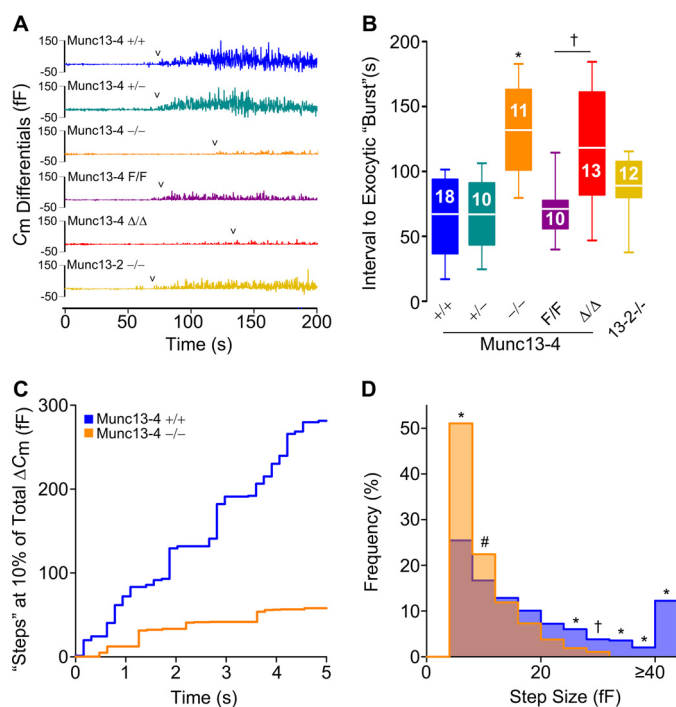 A
150
Munc13-4 +/+
-50
150
Munc13-4 +/−
-50
150
Munc13-4 −/−
-50
150
Munc13-4 F/F
-50
150
Munc13-4 Δ/Δ
-50
150
Munc13-2 −/−
-50
Cm Differentials (fF)
0 50 100 150 200
Time (s)
B
Interval to Exocytic “Burst”(s)
200
150
100
50
0
*
†
18
10
11
10
13
12
+/+
+/−
−/−
F/F
Δ/Δ
13-2-/-
Munc13-4
C
“Steps” at 10% of Total ΔCm (fF)
300
200
100
0
Munc13-4 +/+
Munc13-4 −/−
0 1 2 3 4 5
Time (s)
D
Frequency (%)
50
40
30
20
10
0
*
#
*
†
*
*
*
0 20 ≥40
Step Size (fF)